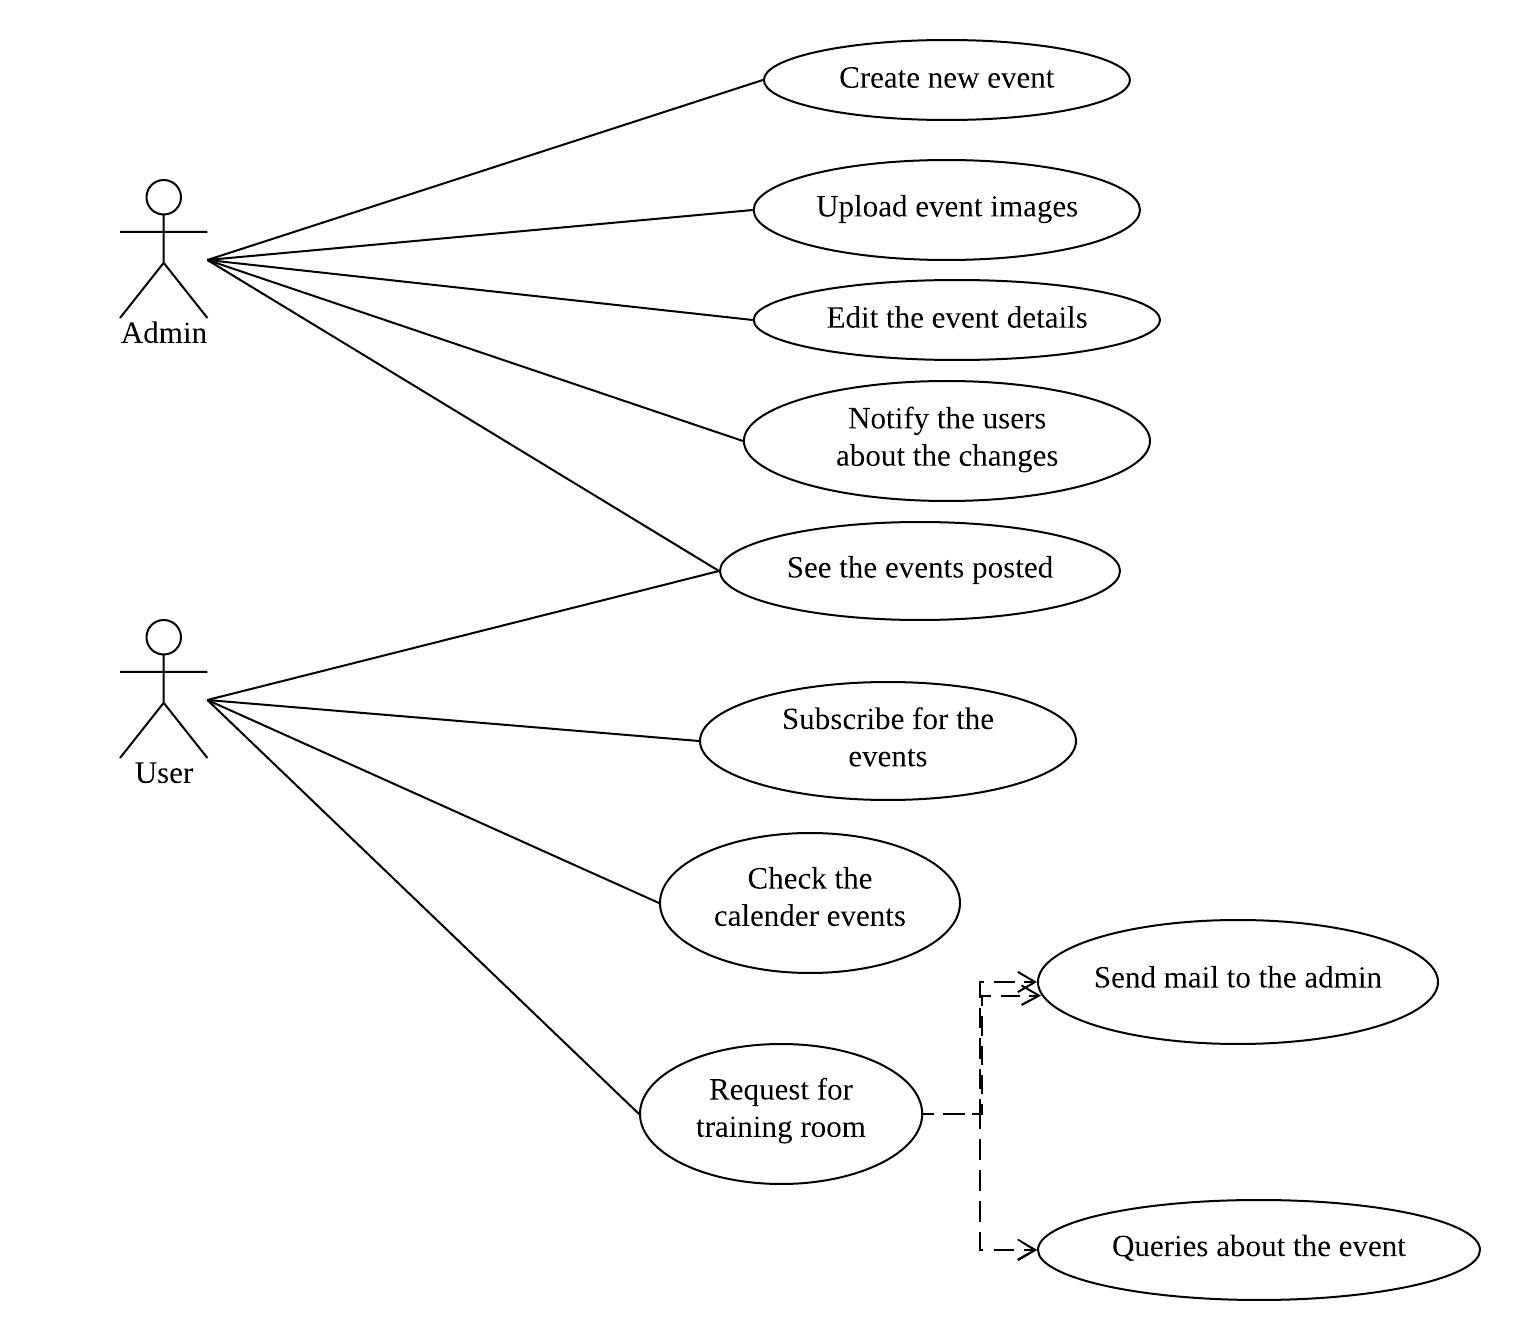 Create new event
Upload event images
Edit the event details
Admin
Notify the users
about the changes
See the events posted
User
Subscribe for the
events
Check the
calender events
Send mail to the admin
Request for
training room
Queries about the event